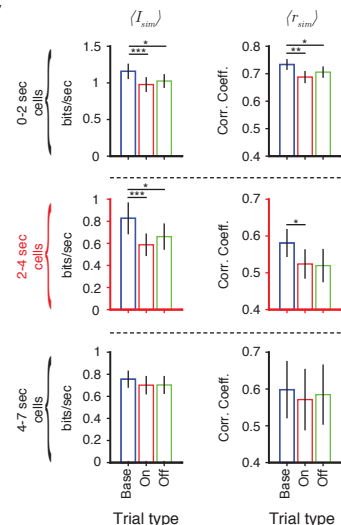 ⟨I_sim⟩ ⟨r_sim⟩
0-2 sec
cells
bits/sec
1.5
1
0.5
0
***
*
Corr. Coeff.
0.8
0.7
0.6
0.5
0.4
**
*
2-4 sec
cells
bits/sec
1
0.8
0.6
0.4
0.2
0
***
*
Corr. Coeff.
0.7
0.6
0.5
0.4
*
4-7 sec
cells
bits/sec
1
0.8
0.6
0.4
0.2
0
Base
On
Off
Trial type
Corr. Coeff.
0.7
0.6
0.5
0.4
Base
On
Off
Trial type